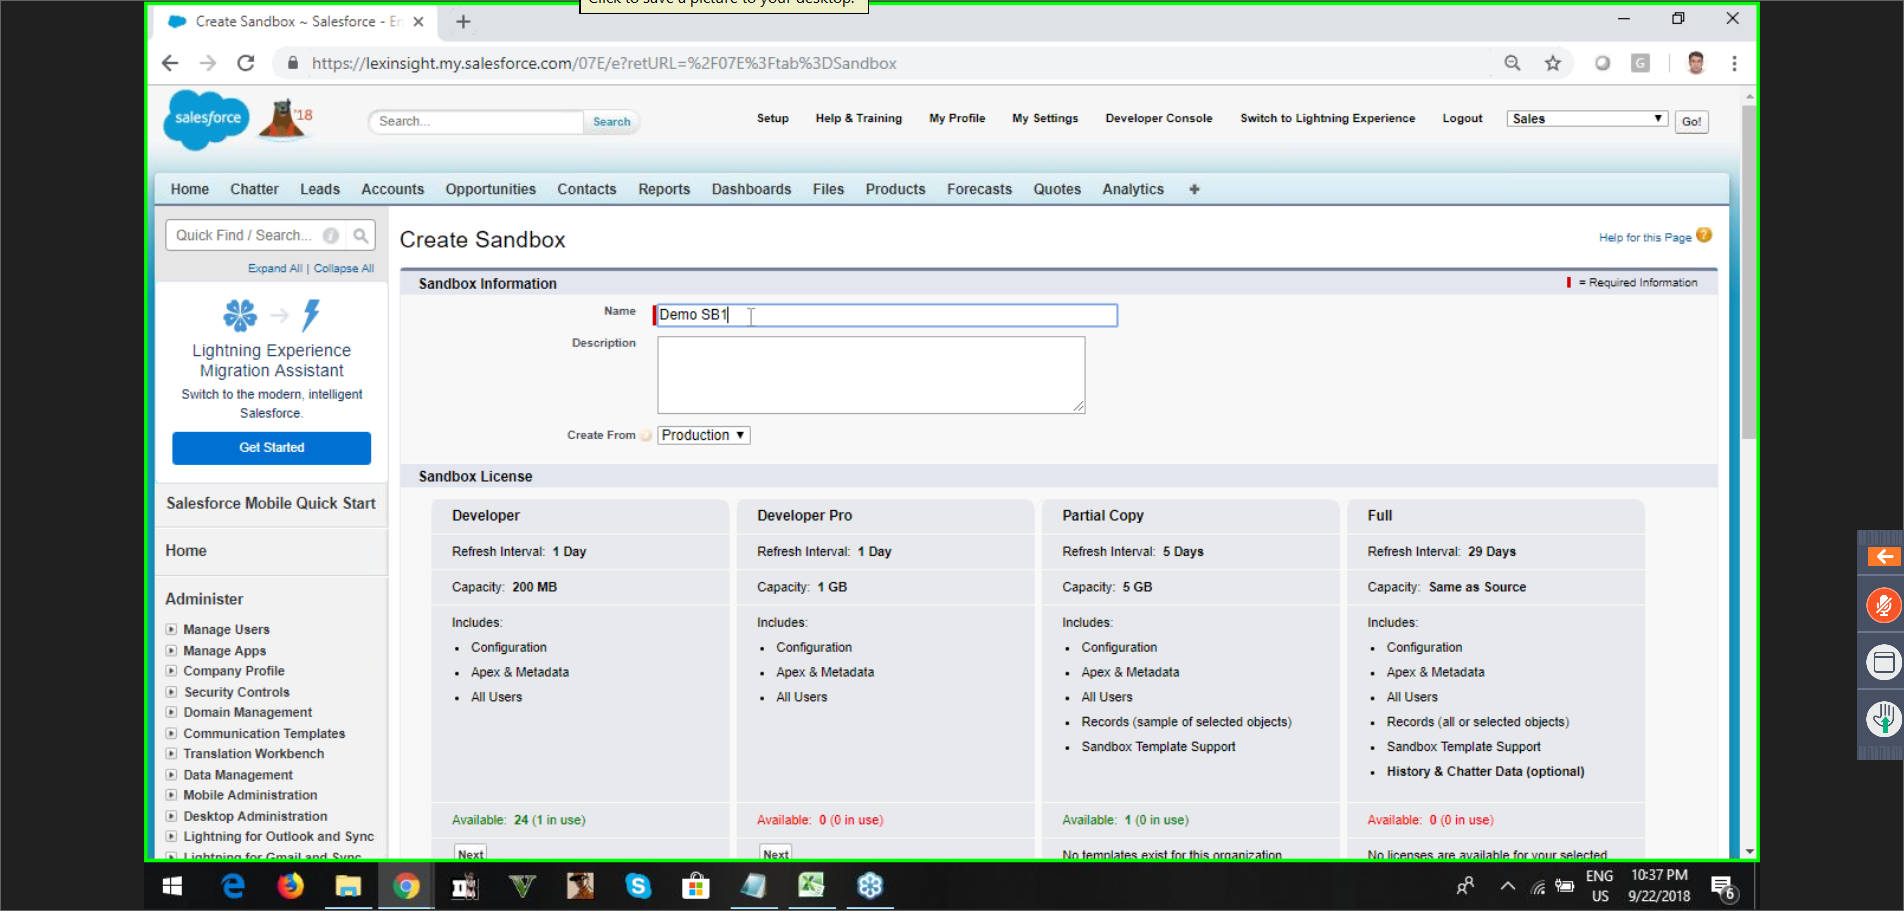 Click to save a picture to your desktop.
Create Sandbox ~ Salesforce - En
https://lexinsight.my.salesforce.com/07E/e?retURL=%2F07E%3Ftab%3DSandbox
G
salesforce
'18
Search...
Search
Setup
Help & Training
My Profile
My Settings
Developer Console
Switch to Lightning Experience
Logout
Sales
Go!
Home
Chatter
Leads
Accounts
Opportunities
Contacts
Reports
Dashboards
Files
Products
Forecasts
Quotes
Analytics
Quick Find / Search...
Expand All | Collapse All
Lightning Experience
Migration Assistant
Switch to the modern, intelligent
Salesforce.
Get Started
Salesforce Mobile Quick Start
Home
Administer
Manage Users
Manage Apps
Company Profile
Security Controls
Domain Management
Communication Templates
Translation Workbench
Data Management
Mobile Administration
Desktop Administration
Lightning for Outlook and Sync
Lightning for Gmail and Sync
Create Sandbox
Help for this Page
Sandbox Information
= Required Information
Name
Demo SB1
Description
Create From
Production
Sandbox License
Developer
Refresh Interval: 1 Day
Capacity: 200 MB
Includes:
• Configuration
• Apex & Metadata
• All Users
Available: 24 (1 in use)
Next
Developer Pro
Refresh Interval: 1 Day
Capacity: 1 GB
Includes:
• Configuration
• Apex & Metadata
• All Users
Available: 0 (0 in use)
Next
Partial Copy
Refresh Interval: 5 Days
Capacity: 5 GB
Includes:
• Configuration
• Apex & Metadata
• All Users
• Records (sample of selected objects)
• Sandbox Template Support
Available: 1 (0 in use)
No templates exist for this organization
Full
Refresh Interval: 29 Days
Capacity: Same as Source
Includes:
• Configuration
• Apex & Metadata
• All Users
• Records (all or selected objects)
• Sandbox Template Support
• History & Chatter Data (optional)
Available: 0 (0 in use)
No licenses are available for your selected
ENG
US
10:37 PM
9/22/2018
6